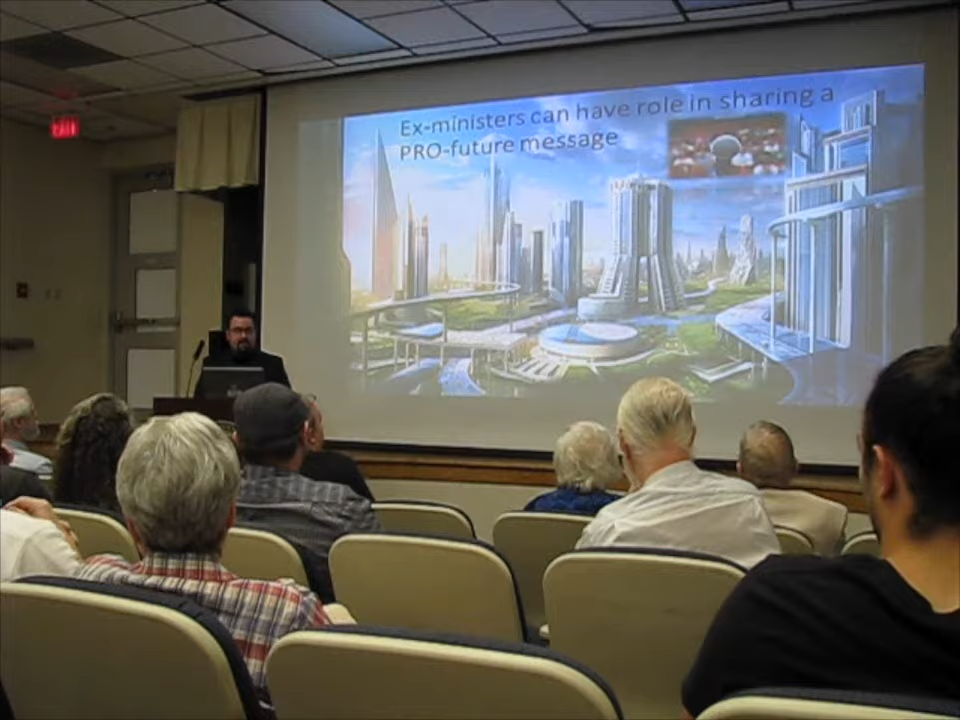 Ex-ministers can have role in sharing a
PRO-future message
EXIT